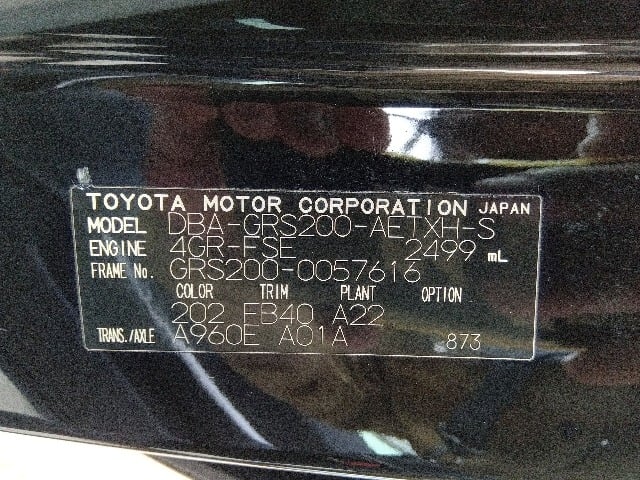 TOYOTA MOTOR CORPORATION JAPAN
MODEL DBA-GRS200-AETXH-S
ENGINE 4GR-FSE 2499 mL
FRAME No. GRS200-0057616
COLOR TRIM PLANT OPTION
202 FB40 A22
TRANS./AXLE A960E A01A 873